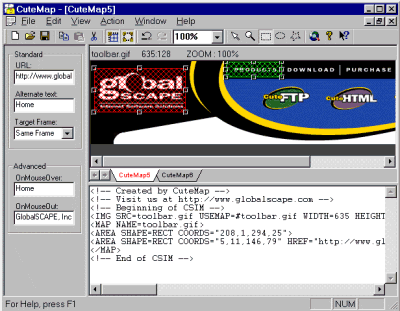 CuteMap - [CuteMap5]
File Edit View Action Window Help
100%
Standard
URL:
http://www.global
Alternate text:
Home
Target Frame:
Same Frame
Advanced
OnMouseOver:
Home
OnMouseOut:
GlobalSCAPE, Inc
toolbar.gif 635:128 ZOOM : 100%
PRODUCTS DOWNLOAD | PURCHASE
global
SCAPE
Internet Software Solutions
CuteFTP
CuteHTML
CuteMap5 CuteMap6
<!-- Created by CuteMap -->
<!-- Visit us at http://www.globalscape.com -->
<!-- Beginning of CSIM -->
<IMG SRC=toolbar.gif USEMAP=#toolbar.gif WIDTH=635 HEIGHT
<MAP NAME=toolbar.gif>
<AREA SHAPE=RECT COORDS="208,1,294,25">
<AREA SHAPE=RECT COORDS="5,11,146,79" HREF="http://www.gl
</MAP>
<!-- End of CSIM -->
For Help, press F1
NUM